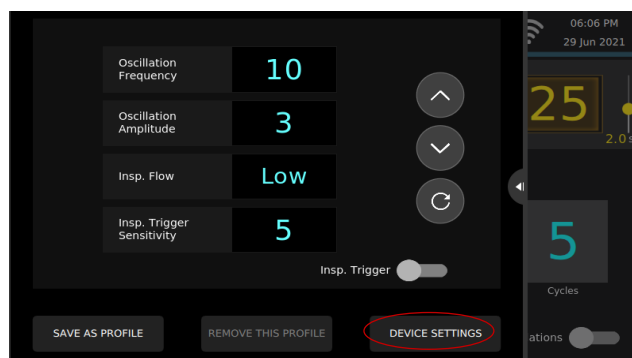 06:06 PM
29 Jun 2021
Oscillation
Frequency
10
Oscillation
Amplitude
3
Insp. Flow
Low
Insp. Trigger
Sensitivity
5
Insp. Trigger
25
2.0
5
Cycles
SAVE AS PROFILE
REMOVE THIS PROFILE
DEVICE SETTINGS